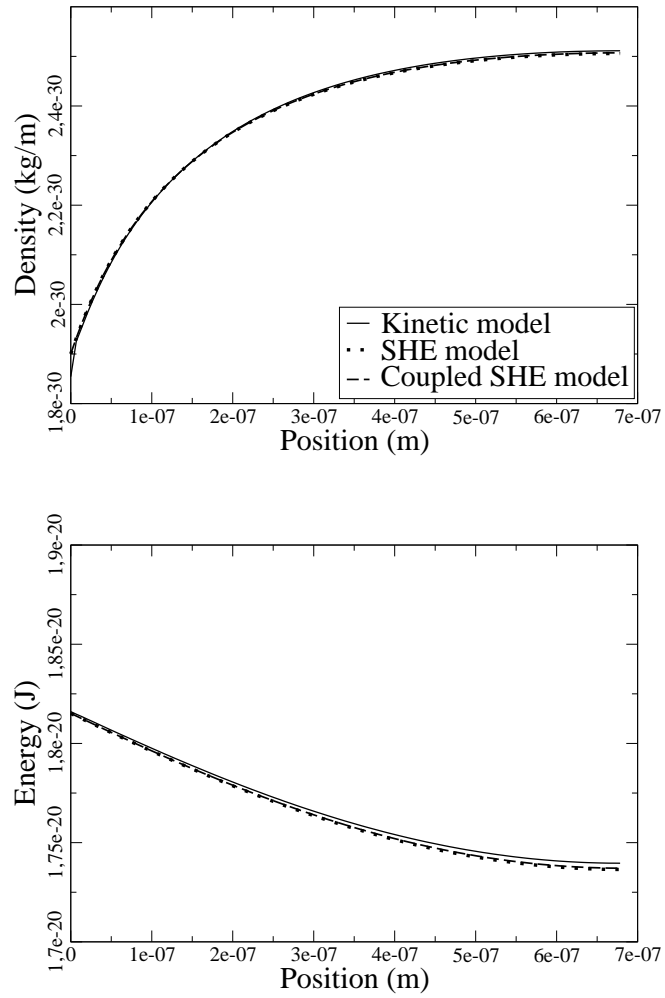 Density (kg/m)
2,4e-30
2,2e-30
2e-30
1,8e-30
Kinetic model
SHE model
Coupled SHE model
0 1e-07 2e-07 3e-07 4e-07 5e-07 6e-07 7e-07
Position (m)
Energy (J)
1,9e-20
1,85e-20
1,8e-20
1,75e-20
1,7e-20
0 1e-07 2e-07 3e-07 4e-07 5e-07 6e-07 7e-07
Position (m)